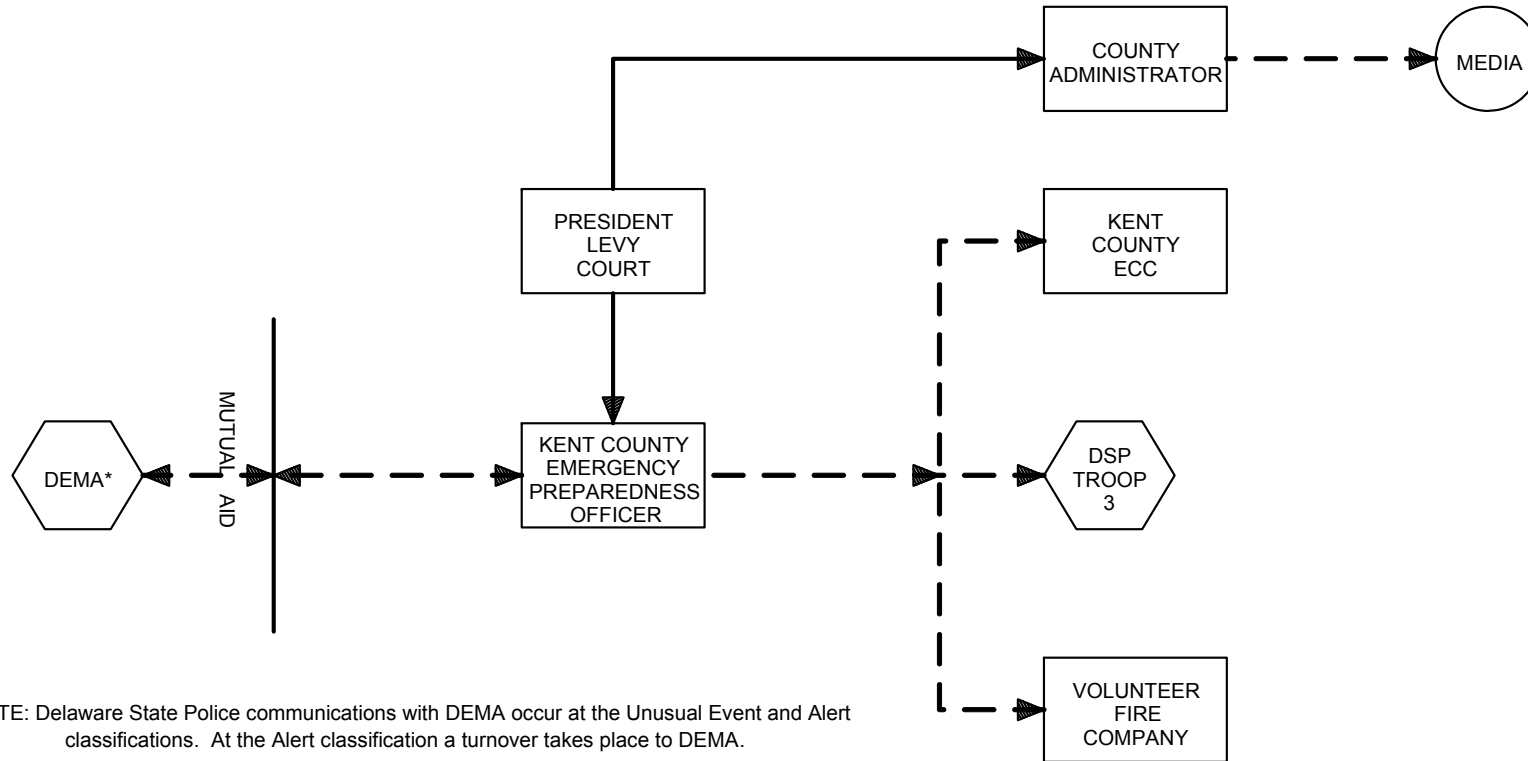 COUNTY
ADMINISTRATOR
MEDIA
PRESIDENT
LEVY
COURT
KENT
COUNTY
ECC
MUTUAL AID
DEMA*
KENT COUNTY
EMERGENCY
PREPAREDNESS
OFFICER
DSP
TROOP
3
VOLUNTEER
FIRE
COMPANY
TE: Delaware State Police communications with DEMA occur at the Unusual Event and Alert
classifications. At the Alert classification a turnover takes place to DEMA.